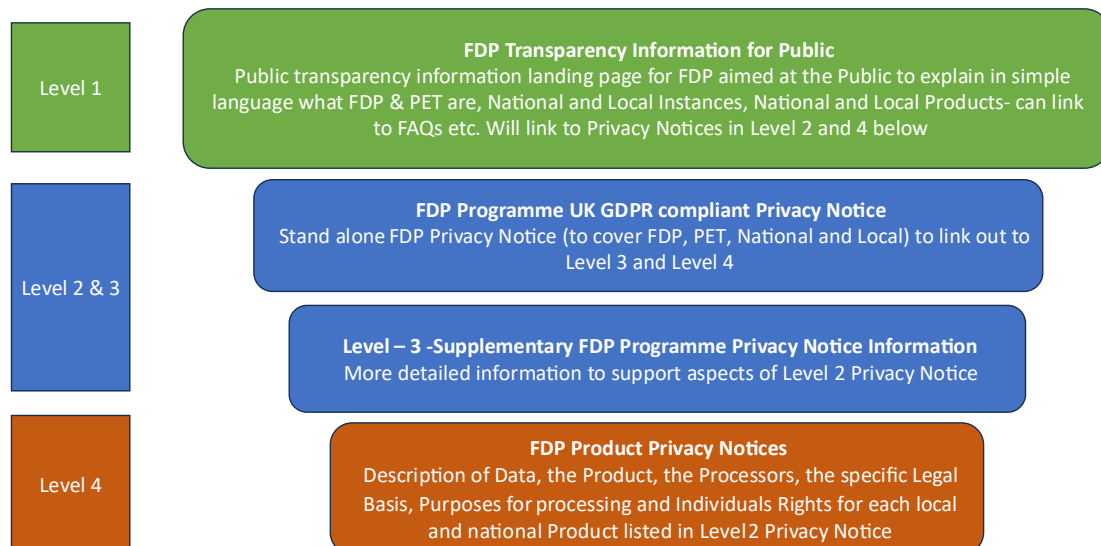 Level 1
FDP Transparency Information for Public
Public transparency information landing page for FDP aimed at the Public to explain in simple
language what FDP & PET are, National and Local Instances, National and Local Products- can link
to FAQs etc. Will link to Privacy Notices in Level 2 and 4 below
Level 2 & 3
FDP Programme UK GDPR compliant Privacy Notice
Stand alone FDP Privacy Notice (to cover FDP, PET, National and Local) to link out to
Level 3 and Level 4
Level – 3 -Supplementary FDP Programme Privacy Notice Information
More detailed information to support aspects of Level 2 Privacy Notice
Level 4
FDP Product Privacy Notices
Description of Data, the Product, the Processors, the specific Legal
Basis, Purposes for processing and Individuals Rights for each local
and national Product listed in Level 2 Privacy Notice